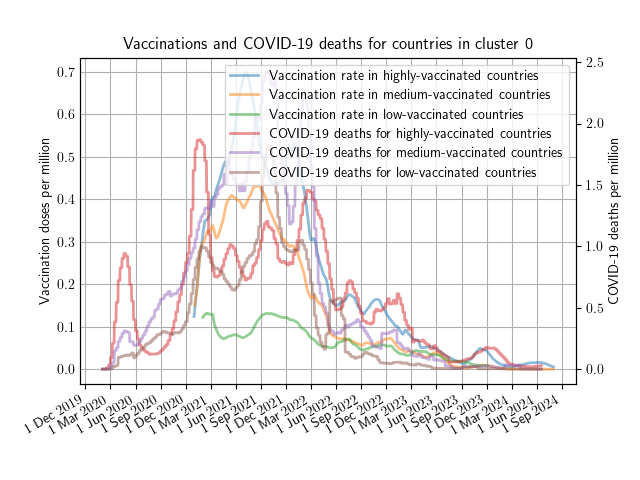 Vaccinations and COVID-19 deaths for countries in cluster 0
Vaccination rate in highly-vaccinated countries
Vaccination rate in medium-vaccinated countries
Vaccination rate in low-vaccinated countries
COVID-19 deaths for highly-vaccinated countries
COVID-19 deaths for medium-vaccinated countries
COVID-19 deaths for low-vaccinated countries
Vaccination doses per million
0.7
0.6
0.5
0.4
0.3
0.2
0.1
0.0
COVID-19 deaths per million
2.5
2.0
1.5
1.0
0.5
0.0
1 Dec 2019
1 Mar 2020
1 Jun 2020
1 Sep 2020
1 Dec 2020
1 Mar 2021
1 Jun 2021
1 Sep 2021
1 Dec 2021
1 Mar 2022
1 Jun 2022
1 Sep 2022
1 Dec 2022
1 Mar 2023
1 Jun 2023
1 Sep 2023
1 Dec 2023
1 Mar 2024
1 Jun 2024
1 Sep 2024